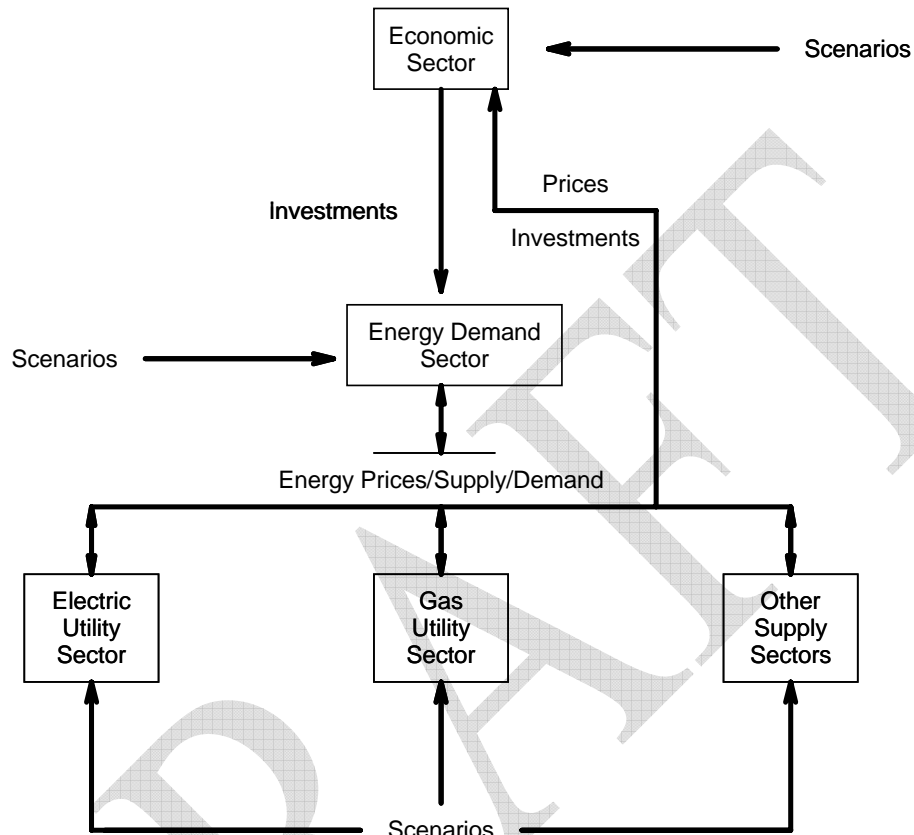 Economic
Sector
Scenarios
Prices
Investments
Investments
Energy Demand
Sector
Scenarios
Energy Prices/Supply/Demand
Electric
Utility
Sector
Gas
Utility
Sector
Other
Supply
Sectors
Scenarios
DRAFT